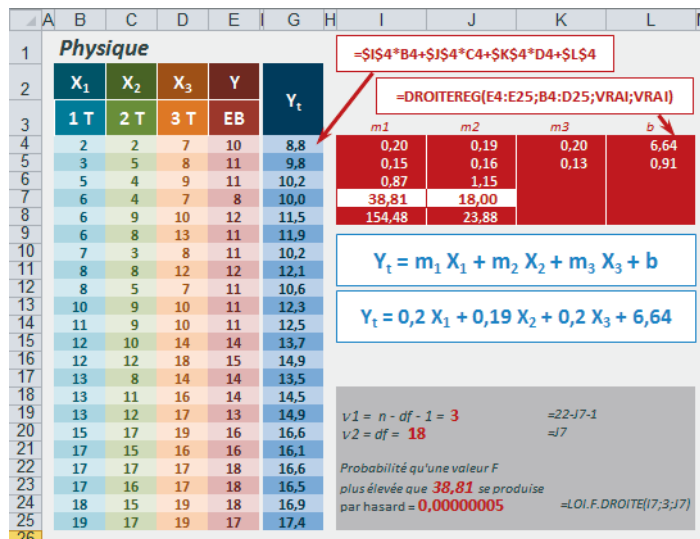 A B C D E I G H I J K L M
1 Physique =$I$4*B4+$J$4*C4+$K$4*D4+$L$4
2 X1 X2 X3 Y Yt =DROITEREG(E4:E25;B4:D25;VRAI;VRAI)
3 1 T 2 T 3 T EB m1 m2 m3 b
4 2 2 7 10 8,8 0,20 0,19 0,20 6,64
5 3 5 8 11 9,8 0,15 0,16 0,13 0,91
6 5 4 9 11 10,2 0,87 1,15
7 6 4 7 8 10,0 38,81 18,00
8 6 9 10 12 11,5 154,48 23,88
9 6 8 13 11 11,9
10 7 3 8 11 10,2
11 8 8 12 12 12,1 Yt = m1 X1 + m2 X2 + m3 X3 + b
12 8 5 7 11 10,6
13 10 9 10 11 12,3
14 11 9 10 11 12,5 Yt = 0,2 X1 + 0,19 X2 + 0,2 X3 + 6,64
15 12 10 14 14 13,7
16 12 12 18 15 14,9
17 13 8 14 14 13,5
18 13 11 16 14 14,5
19 13 12 17 13 14,9 ν1 = n - df - 1 = 3 =22-J7-1
20 15 17 19 16 16,6 ν2 = df = 18 =J7
21 17 15 16 16 16,1
22 17 17 17 18 16,6 Probabilité qu'une valeur F
23 17 16 17 18 16,5 plus élevée que 38,81 se produise
24 18 15 19 18 16,9 par hasard = 0,00000005 =LOI.F.DROITE(I7;3;J7)
25 19 17 19 17 17,4
26